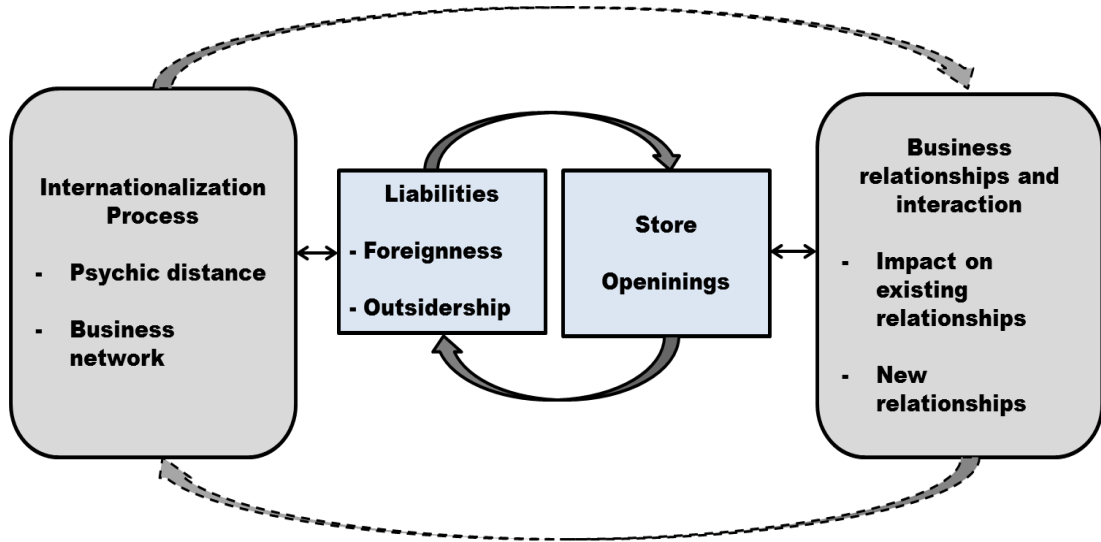 Internationalization
Process
- Psychic distance
- Business
network
Liabilities
- Foreignness
- Outsidership
Store
Openinings
Business
relationships and
interaction
- Impact on
existing
relationships
- New
relationships